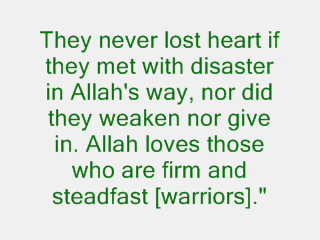 They never lost heart if
they met with disaster
in Allah's way, nor did
they weaken nor give
in. Allah loves those
who are firm and
steadfast [warriors]."